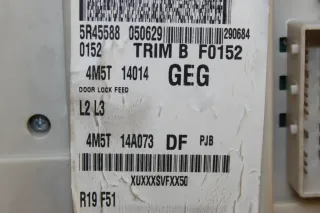 5R45588 050629 290684
0152 TRIM B F0152
4M5T 14014 GEG
DOOR LOCK FEED
L2 L3
4M5T 14A073 DF PJB
XUXXXSVFXX50
R19 F51